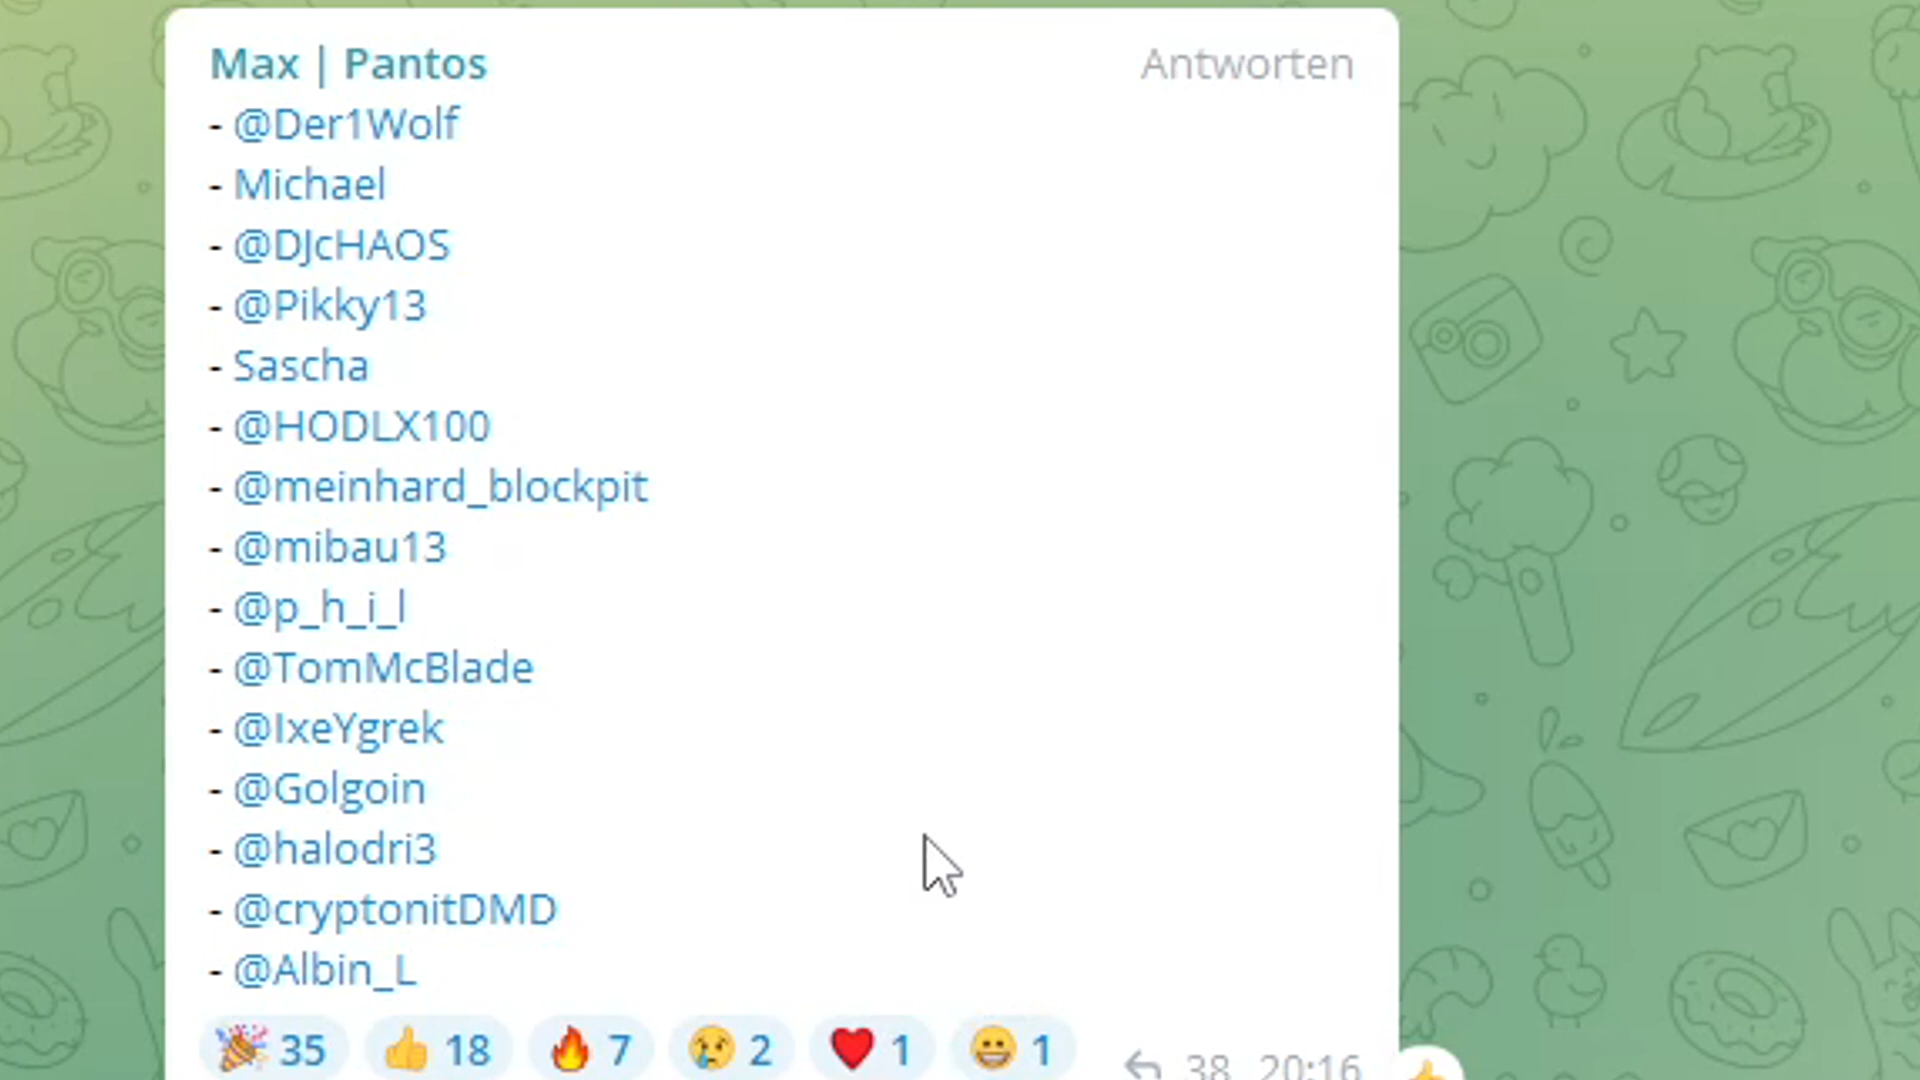 Max | Pantos Antworten
- @Der1Wolf
- Michael
- @DJcHAOS
- @Pikky13
- Sascha
- @HODLX100
- @meinhard_blockpit
- @mibau13
- @p_h_i_l
- @TomMcBlade
- @IxeYgrek
- @Golgoin
- @halodri3
- @cryptonitDMD
- @Albin_L
🎉 35 👍 18 🔥 7 😢 2 ❤️ 1 😀 1 38 20:16